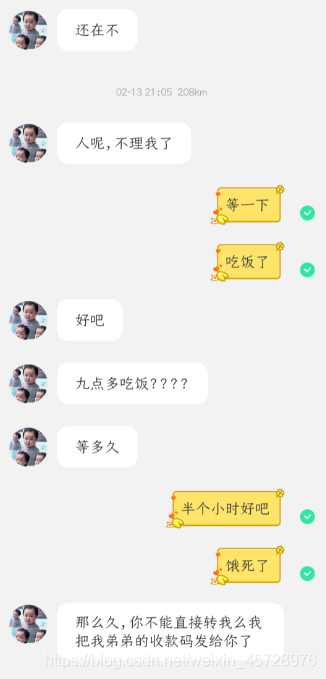 还在不
02-13 21:05 208km
人呢,不理我了
等一下
吃饭了
好吧
九点多吃饭????
等多久
半个小时好吧
饿死了
那么久,你不能直接转我么我
把我弟弟的收款码发给你了
https://blog.csdn.net/weixin_45728976